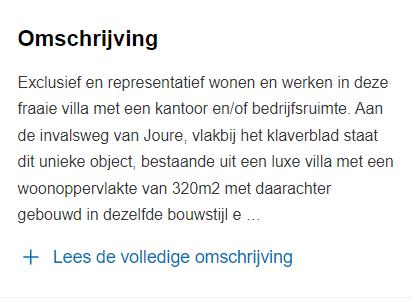 Omschrijving
Exclusief en representatief wonen en werken in deze
fraaie villa met een kantoor en/of bedrijfsruimte. Aan
de invalsweg van Joure, vlakbij het klaverblad staat
dit unieke object, bestaande uit een luxe villa met een
woonoppervlakte van 320m2 met daarachter
gebouwd in dezelfde bouwstijl e ...
+ Lees de volledige omschrijving